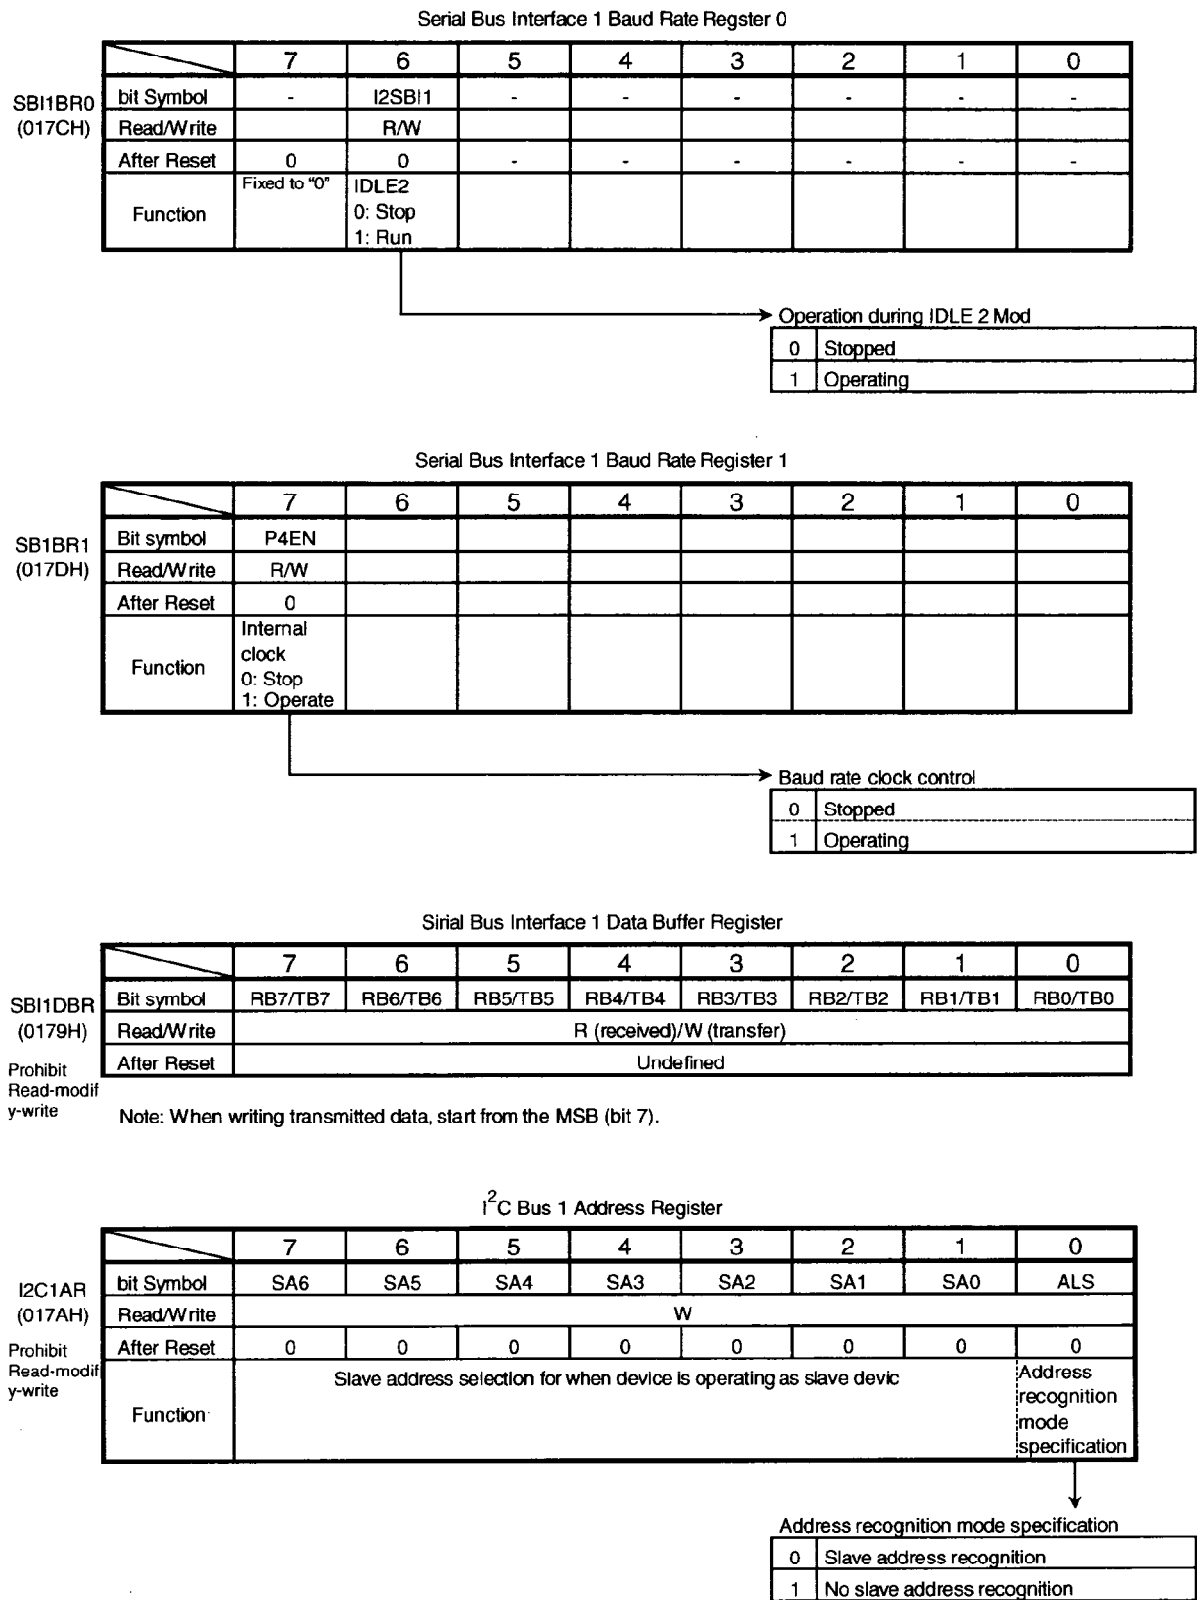 Serial Bus Interface 1 Baud Rate Regster 0
7 6 5 4 3 2 1 0
SBI1BR0
(017CH)
bit Symbol - I2SBI1 - - - - - -
Read/Write R/W
After Reset 0 0 - - - - - -
Function Fixed to "0" IDLE2
0: Stop
1: Run
Operation during IDLE 2 Mod
0 Stopped
1 Operating
Serial Bus Interface 1 Baud Rate Register 1
7 6 5 4 3 2 1 0
SB1BR1
(017DH)
Bit symbol P4EN
Read/Write R/W
After Reset 0
Function Internal
clock
0: Stop
1: Operate
Baud rate clock control
0 Stopped
1 Operating
Sirial Bus Interface 1 Data Buffer Register
7 6 5 4 3 2 1 0
SBI1DBR
(0179H)
Prohibit
Read-modif
y-write
Bit symbol RB7/TB7 RB6/TB6 RB5/TB5 RB4/TB4 RB3/TB3 RB2/TB2 RB1/TB1 RB0/TB0
Read/Write R (received)/W (transfer)
After Reset Undefined
Note: When writing transmitted data, start from the MSB (bit 7).
I2C Bus 1 Address Register
7 6 5 4 3 2 1 0
I2C1AR
(017AH)
Prohibit
Read-modif
y-write
bit Symbol SA6 SA5 SA4 SA3 SA2 SA1 SA0 ALS
Read/Write W
After Reset 0 0 0 0 0 0 0 0
Function Slave address selection for when device is operating as slave devic
Address
recognition
mode
specification
Address recognition mode specification
0 Slave address recognition
1 No slave address recognition